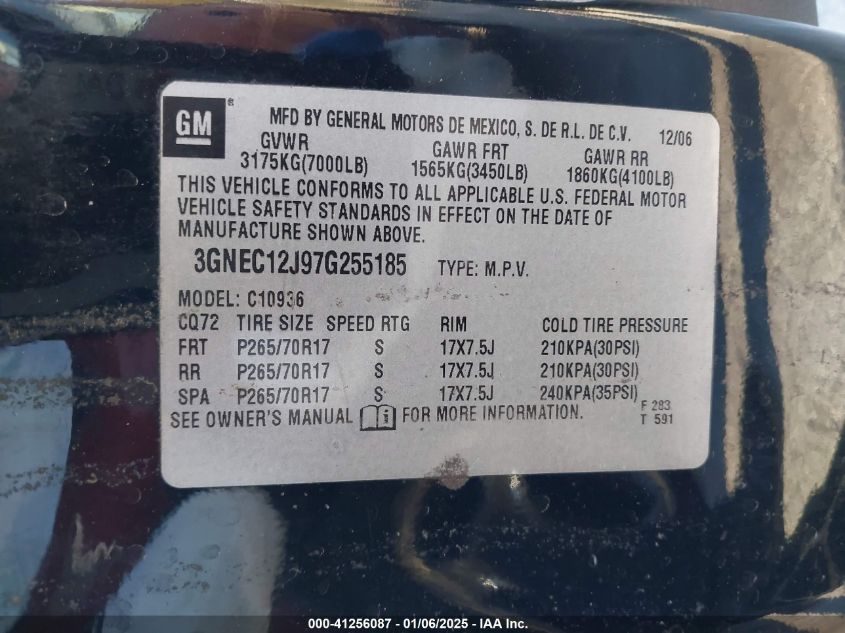 GM®
MFD BY GENERAL MOTORS DE MEXICO, S. DE R.L. DE C.V. 12/06
GVWR GAWR FRT GAWR RR
3175KG(7000LB) 1565KG(3450LB) 1860KG(4100LB)
THIS VEHICLE CONFORMS TO ALL APPLICABLE U.S. FEDERAL MOTOR
VEHICLE SAFETY STANDARDS IN EFFECT ON THE DATE OF
MANUFACTURE SHOWN ABOVE.
3GNEC12J97G255185 TYPE: M.P.V.
MODEL: C10936
CQ72 TIRE SIZE SPEED RTG RIM COLD TIRE PRESSURE
FRT P265/70R17 S 17X7.5J 210KPA(30PSI)
RR P265/70R17 S 17X7.5J 210KPA(30PSI)
SPA P265/70R17 S 17X7.5J 240KPA(35PSI)
SEE OWNER'S MANUAL i FOR MORE INFORMATION.
F 283
T 591
000-41256087 - 01/06/2025 - IAA Inc.